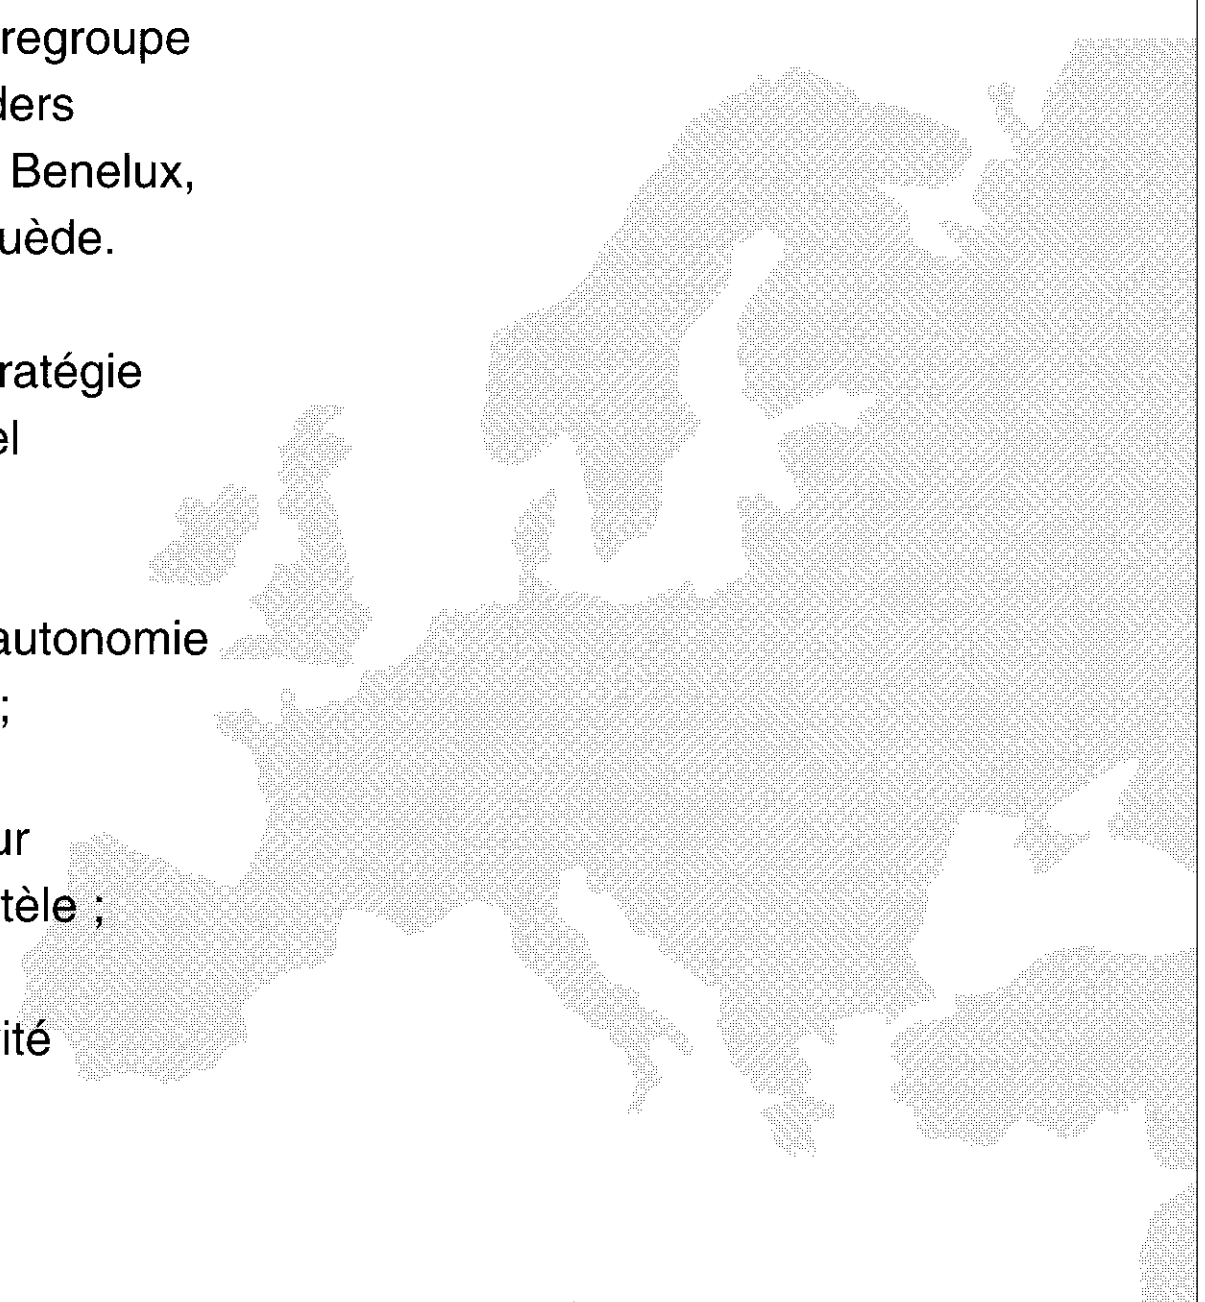 regroupe
ders
Benelux,
uède.
ratégie
el
autonomie
;
ur
tèle ;
ité